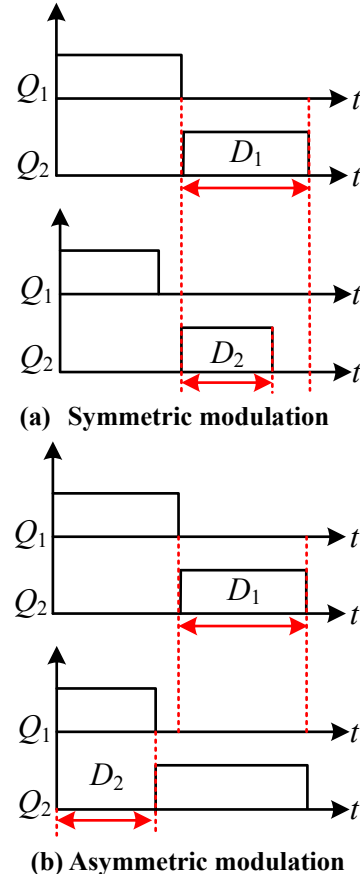 Q1
t
Q2
D1
t
Q1
t
Q2
D2
t
(a) Symmetric modulation
Q1
t
Q2
D1
t
Q1
t
Q2
D2
t
(b) Asymmetric modulation